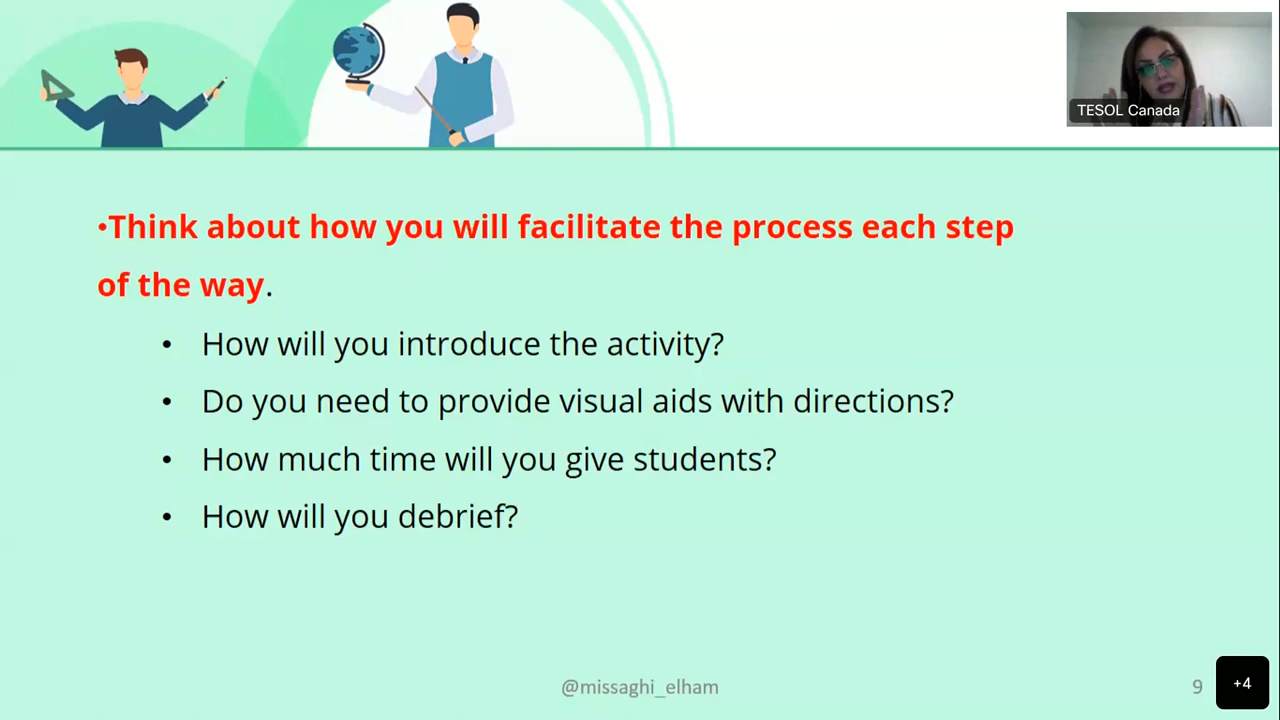 TESOL Canada
•Think about how you will facilitate the process each step
of the way.
• How will you introduce the activity?
• Do you need to provide visual aids with directions?
• How much time will you give students?
• How will you debrief?
@missaghi_elham
9
+4